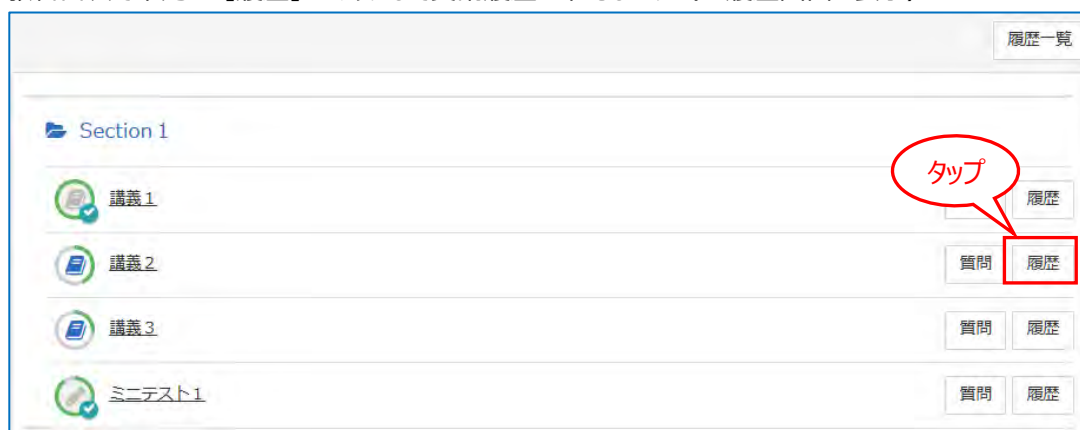 履歴一覧
Section 1
タップ
講義１
履歴
講義２
質問 履歴
講義３
質問 履歴
ミニテスト１
質問 履歴